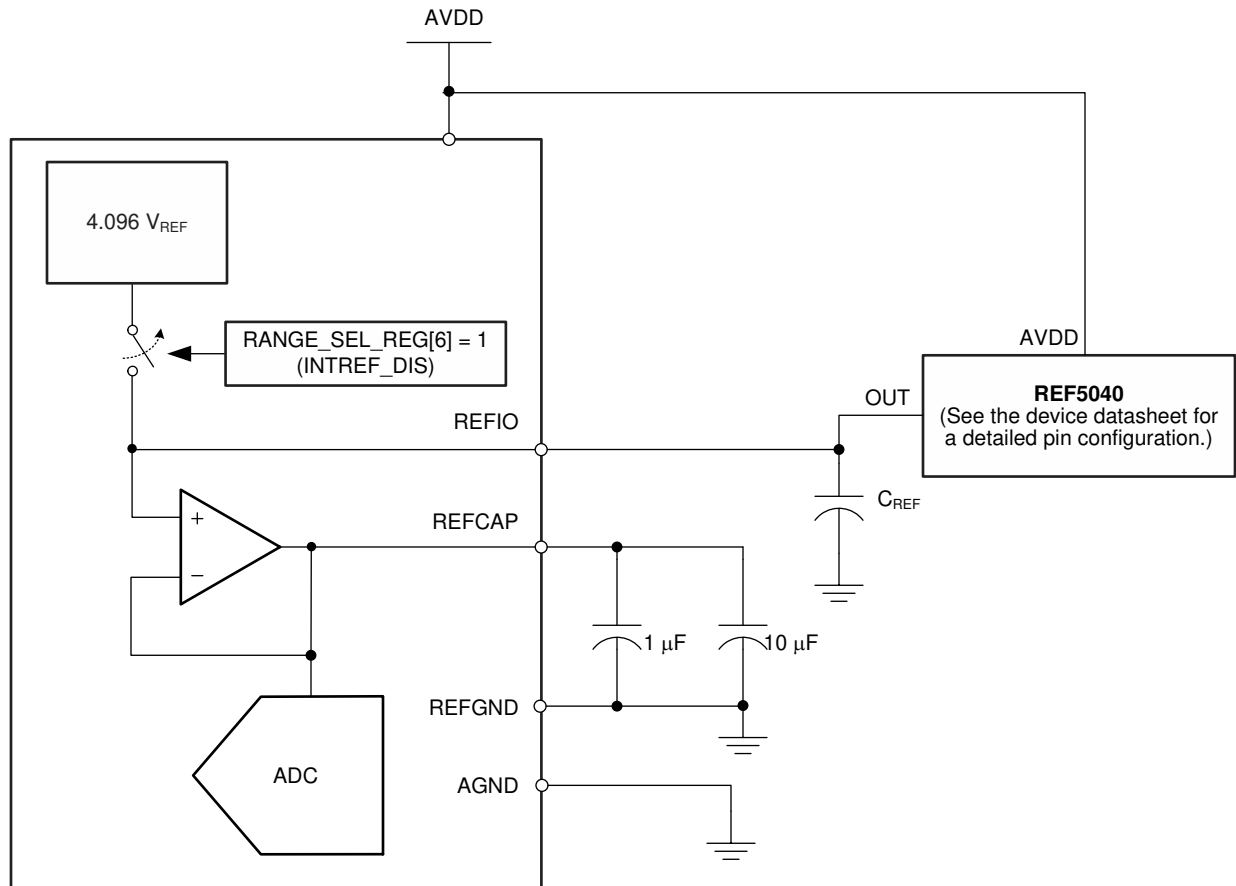 AVDD
4.096 VREF
RANGE_SEL_REG[6] = 1
(INTREF_DIS)
AVDD
REF5040
(See the device datasheet for
a detailed pin configuration.)
OUT
REFIO
CREF
+
−
REFCAP
1 μF
10 μF
REFGND
ADC
AGND